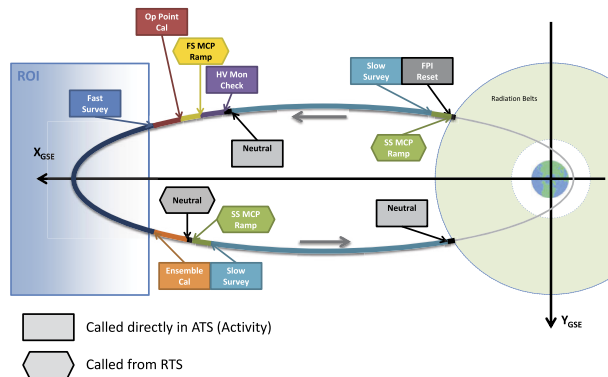 Op Point
Cal
FS MCP
Ramp
ROI
HV Mon
Check
Slow
Survey
FPI
Reset
Fast
Survey
Radiation Belts
Neutral
SS MCP
Ramp
XGSE
Neutral
SS MCP
Ramp
Neutral
Ensemble
Cal
Slow
Survey
YGSE
Called directly in ATS (Activity)
Called from RTS